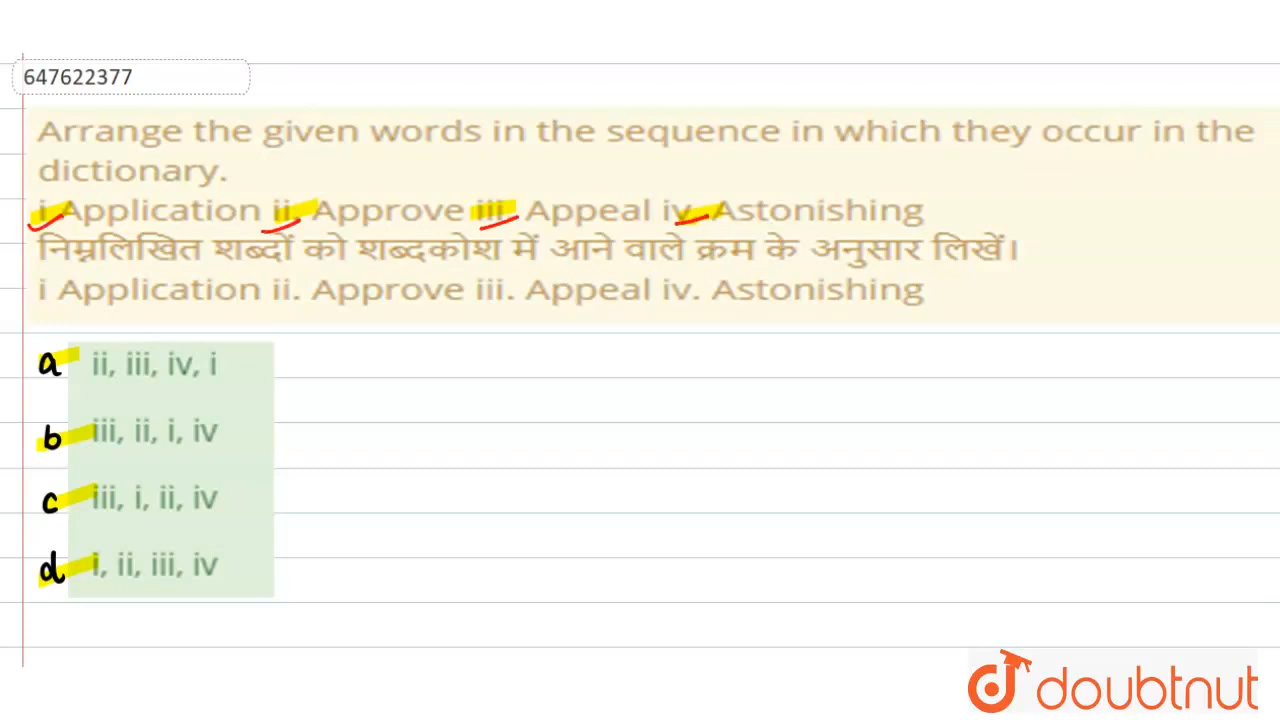 647622377
Arrange the given words in the sequence in which they occur in the
dictionary.
i Application ii. Approve iii. Appeal iv. Astonishing
निम्नलिखित शब्दों को शब्दकोश में आने वाले क्रम के अनुसार लिखें।
i Application ii. Approve iii. Appeal iv. Astonishing
a ii, iii, iv, i
b iii, ii, i, iv
c iii, i, ii, iv
d i, ii, iii, iv
doubtnut